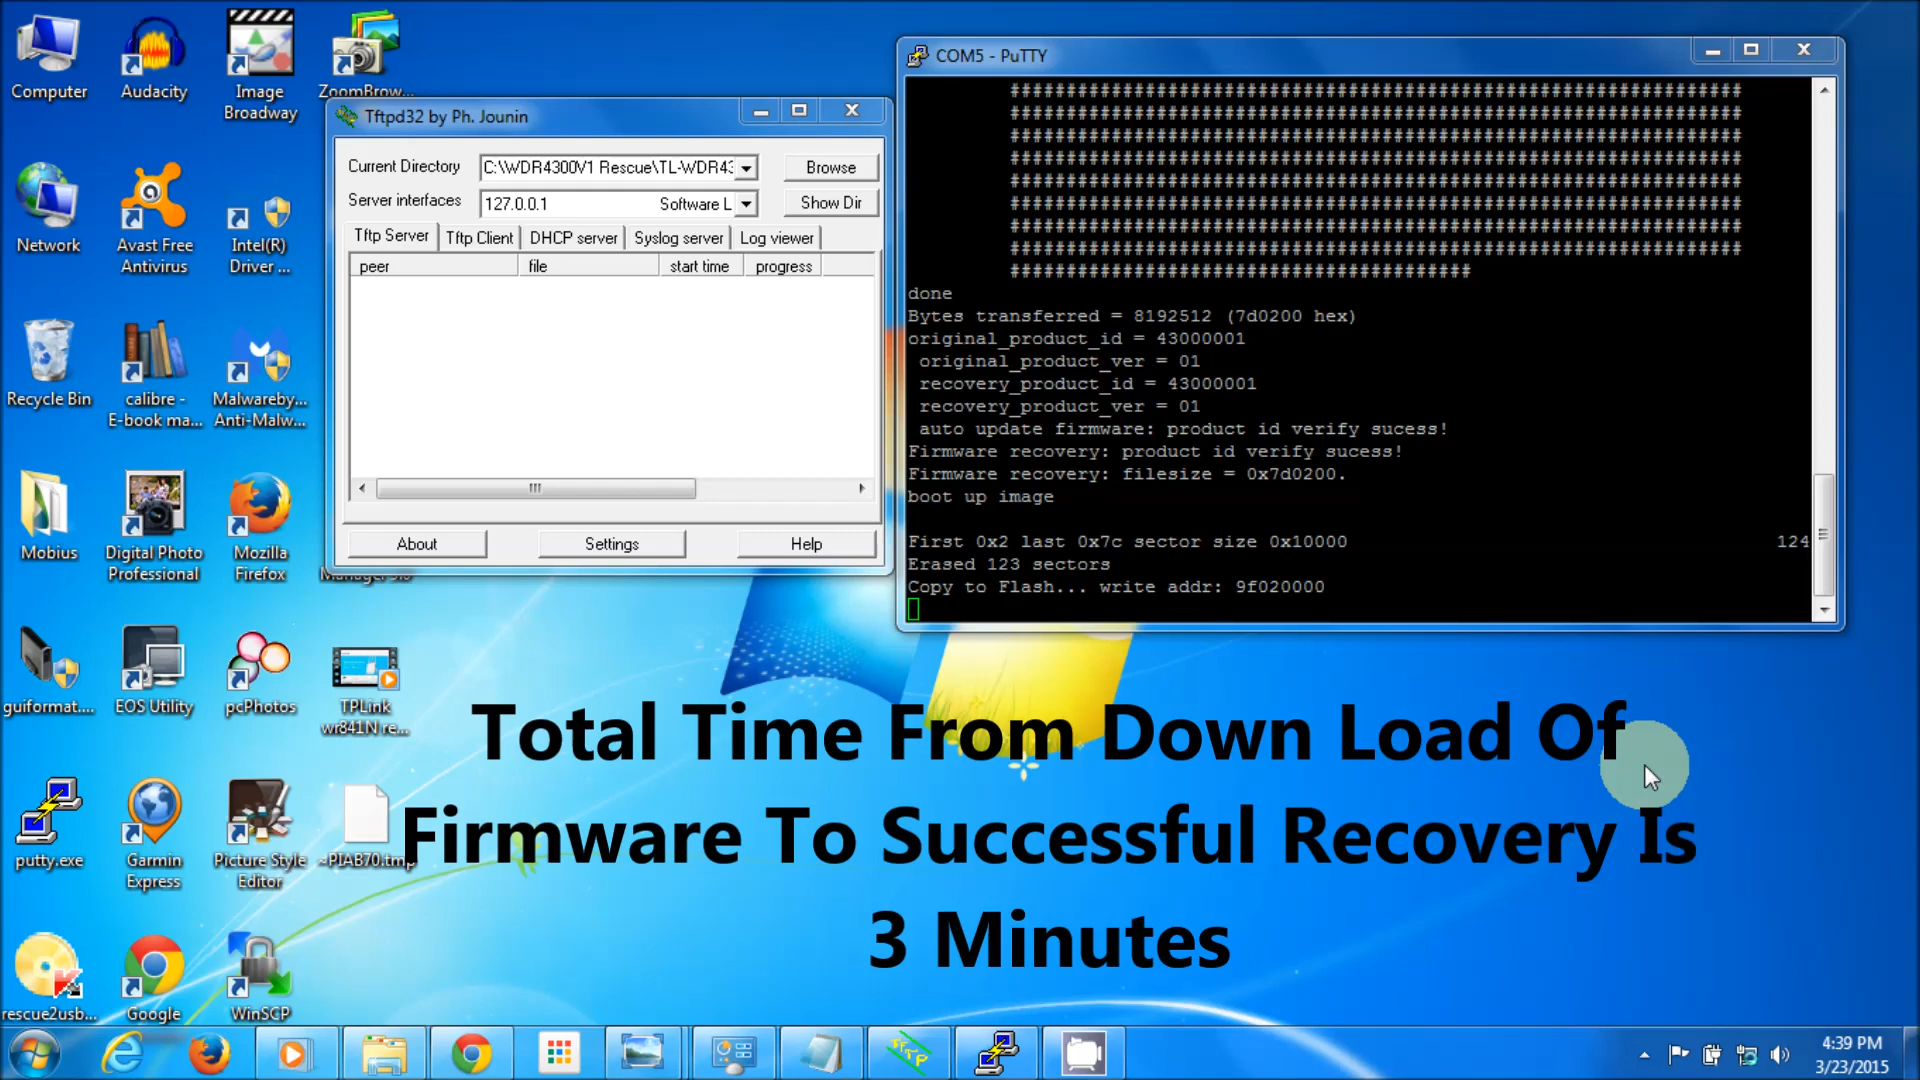 Computer
Audacity
Image
Broadway
ZoomBrow...
Network
Avast Free
Antivirus
Intel(R)
Driver ...
Recycle Bin
calibre -
E-book ma...
Malwareby...
Anti-Malw...
Mobius
Digital Photo
Professional
Mozilla
Firefox
guiformat....
EOS Utility
pcPhotos
TPLink
wr841N re...
putty.exe
Garmin
Express
Picture Style
Editor
~PIAB70.tmp
rescue2usb...
Google
WinSCP
Tftpd32 by Ph. Jounin
Current Directory
C:\WDR4300V1 Rescue\TL-WDR43
Browse
Server interfaces
127.0.0.1 Software L
Show Dir
Tftp Server
Tftp Client
DHCP server
Syslog server
Log viewer
peer
file
start time
progress
About
Settings
Help
COM5 - PuTTY
#################################################################
#################################################################
#################################################################
#################################################################
#################################################################
#################################################################
#################################################################
#################################################################
#########################################
done
Bytes transferred = 8192512 (7d0200 hex)
original_product_id = 43000001
original_product_ver = 01
recovery_product_id = 43000001
recovery_product_ver = 01
auto update firmware: product id verify sucess!
Firmware recovery: product id verify sucess!
Firmware recovery: filesize = 0x7d0200.
boot up image
First 0x2 last 0x7c sector size 0x10000 124
Erased 123 sectors
Copy to Flash... write addr: 9f020000
Total Time From Down Load Of
Firmware To Successful Recovery Is
3 Minutes
TFTP
4:39 PM
3/23/2015